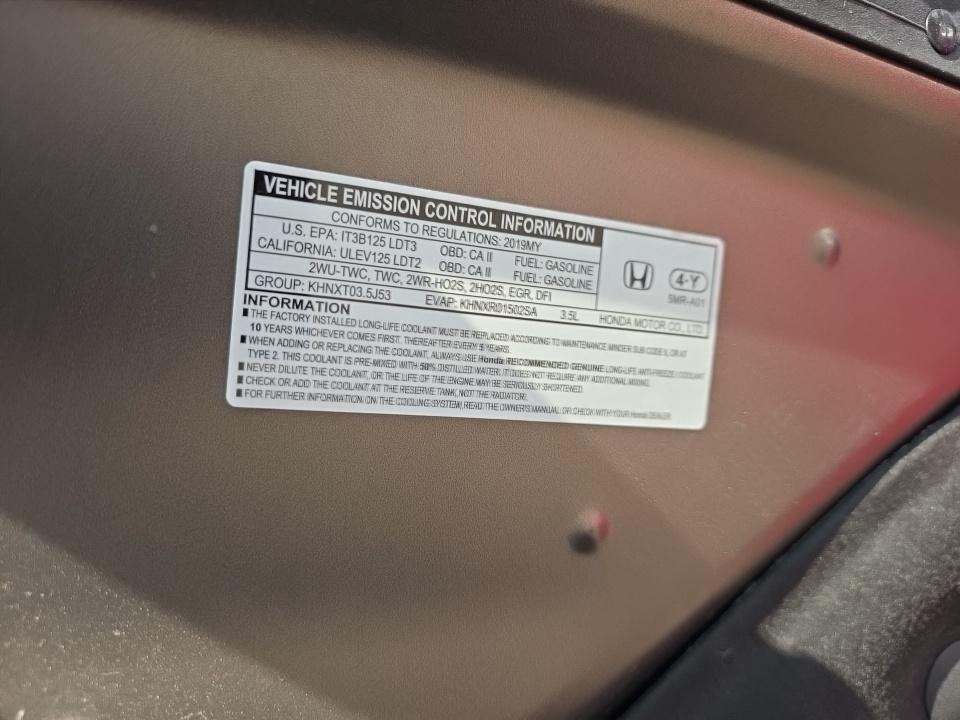 VEHICLE EMISSION CONTROL INFORMATION
CONFORMS TO REGULATIONS: 2019MY
U.S. EPA: IT3B125 LDT3 OBD: CA II FUEL: GASOLINE
CALIFORNIA: ULEV125 LDT2 OBD: CA II FUEL: GASOLINE
2WU-TWC, TWC, 2WR-HO2S, 2HO2S, EGR, DFI
GROUP: KHNXT03.5J53 EVAP: KHNXR01502SA 3.5L
4-Y
5MR-A01
HONDA MOTOR CO., LTD.
INFORMATION
■ THE FACTORY INSTALLED LONG-LIFE COOLANT MUST BE REPLACED ACCORDING TO MAINTENANCE MINDER SUB CODE 5, OR AT
10 YEARS WHICHEVER COMES FIRST. THEREAFTER EVERY 5 YEARS.
■ WHEN ADDING OR REPLACING THE COOLANT, ALWAYS USE Honda RECOMMENDED GENUINE LONG-LIFE ANTI-FREEZE / COOLANT
TYPE 2. THIS COOLANT IS PRE-MIXED WITH 50% DISTILLED WATER. IT DOES NOT REQUIRE ANY ADDITIONAL MIXING.
■ NEVER DILUTE THE COOLANT, OR THE LIFE OF THE ENGINE MAY BE SERIOUSLY SHORTENED.
■ CHECK OR ADD THE COOLANT AT THE RESERVE TANK, NOT THE RADIATOR.
■ FOR FURTHER INFORMATION ON THE COOLING SYSTEM, READ THE OWNER'S MANUAL, OR CHECK WITH YOUR Honda DEALER.